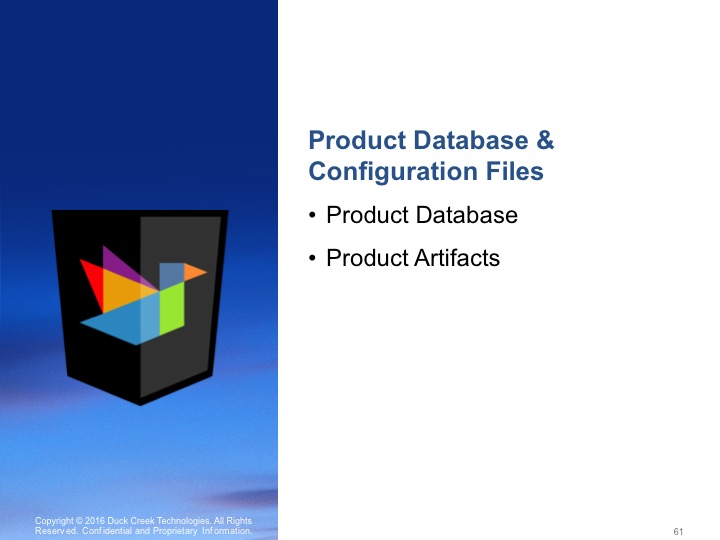 Product Database &
Configuration Files
• Product Database
• Product Artifacts
Copyright © 2016 Duck Creek Technologies. All Rights
Reserved. Confidential and Proprietary Information.
61